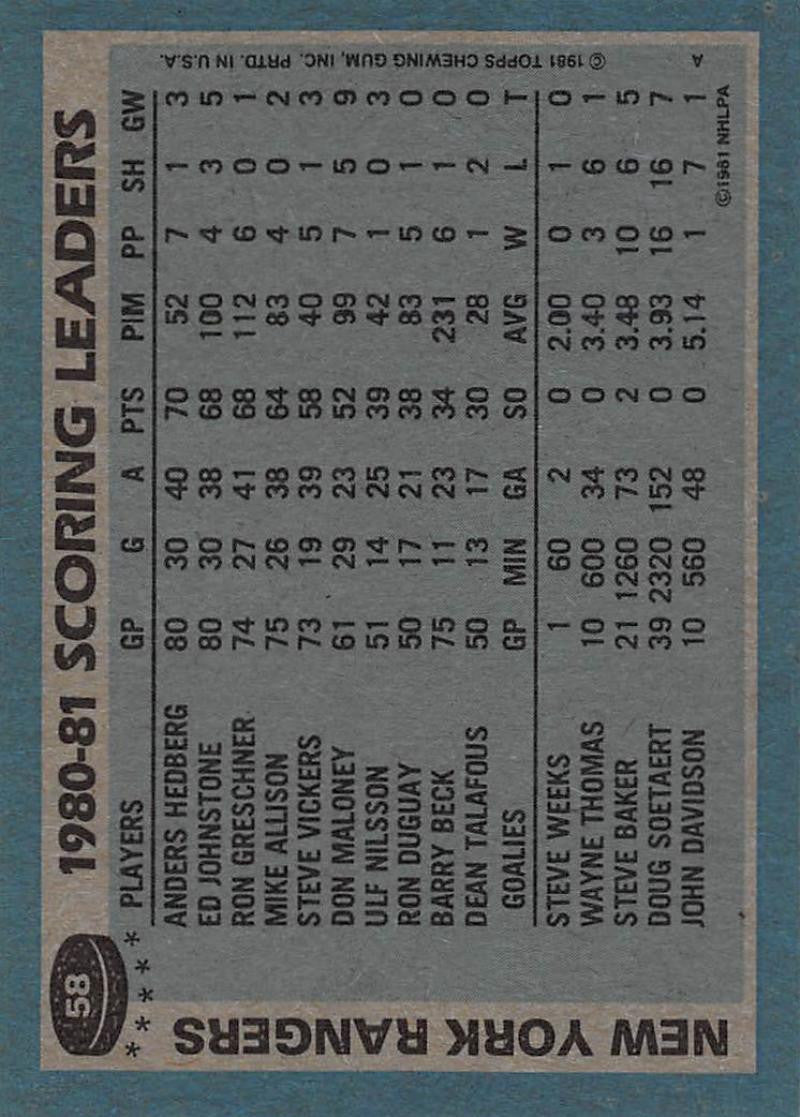 58
1980-81 SCORING LEADERS
NEW YORK RANGERS
PLAYERS GP G A PTS PIM PP SH GW
ANDERS HEDBERG 80 30 40 70 52 7 1 3
ED JOHNSTONE 80 30 38 68 100 4 3 5
RON GRESCHNER 74 27 41 68 112 6 0 1
MIKE ALLISON 75 26 38 64 83 4 0 2
STEVE VICKERS 73 19 39 58 40 5 1 3
DON MALONEY 61 29 23 52 99 7 5 9
ULF NILSSON 51 14 25 39 42 1 0 3
RON DUGUAY 50 17 21 38 83 5 1 0
BARRY BECK 75 11 23 34 231 6 1 0
DEAN TALAFOUS 50 13 17 30 28 1 2 0
GOALIES GP MIN GA SO AVG W L T
STEVE WEEKS 1 60 2 0 2.00 0 1 0
WAYNE THOMAS 10 600 34 0 3.40 3 6 1
STEVE BAKER 21 1260 73 2 3.48 10 6 5
DOUG SOETAERT 39 2320 152 0 3.93 16 16 7
JOHN DAVIDSON 10 560 48 0 5.14 1 7 1
©1981 NHLPA
A © 1981 TOPPS CHEWING GUM, INC. PRTD. IN U.S.A.